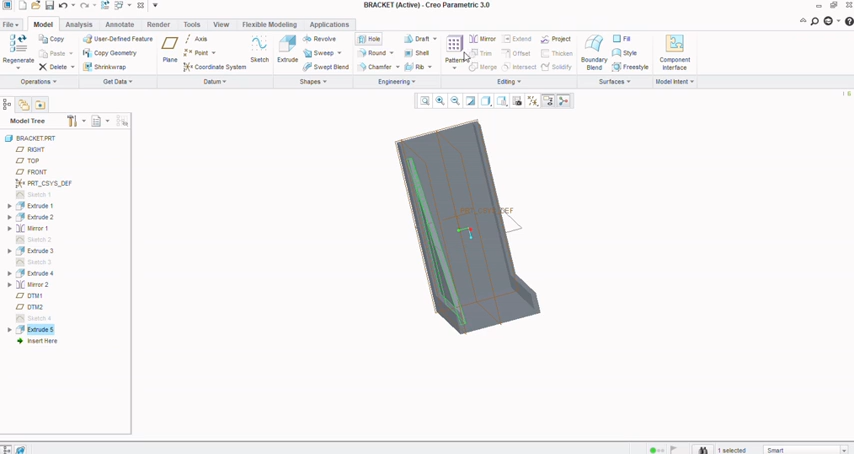 BRACKET (Active) - Creo Parametric 3.0
File Model Analysis Annotate Render Tools View Flexible Modeling Applications
Regenerate
Copy
Paste
Delete
Operations
User-Defined Feature
Copy Geometry
Shrinkwrap
Get Data
Plane
Axis
Point
Coordinate System
Sketch
Datum
Extrude
Revolve
Sweep
Swept Blend
Shapes
Hole
Round
Chamfer
Draft
Shell
Rib
Engineering
Pattern
Mirror
Trim
Merge
Extend
Offset
Intersect
Project
Thicken
Solidify
Editing
Boundary
Blend
Fill
Style
Freestyle
Surfaces
Component
Interface
Model Intent
Model Tree
BRACKET.PRT
RIGHT
TOP
FRONT
PRT_CSYS_DEF
Sketch 1
Extrude 1
Extrude 2
Mirror 1
Sketch 2
Extrude 3
Sketch 3
Extrude 4
Mirror 2
DTM1
DTM2
Sketch 4
Extrude 5
Insert Here
PRT_CSYS_DEF
1 selected
Smart